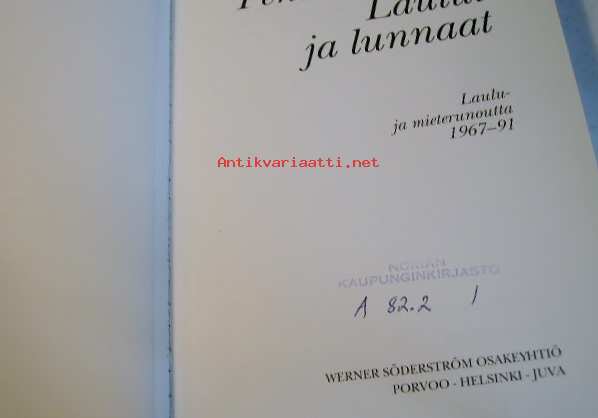 ja lunnaat
Laulu-
ja mieterunoutta
1967–91
Antikvariaatti.net
NOKIAN
KAUPUNGINKIRJASTO
A 82.2 1
WERNER SÖDERSTRÖM OSAKEYHTIÖ
PORVOO - HELSINKI - JUVA